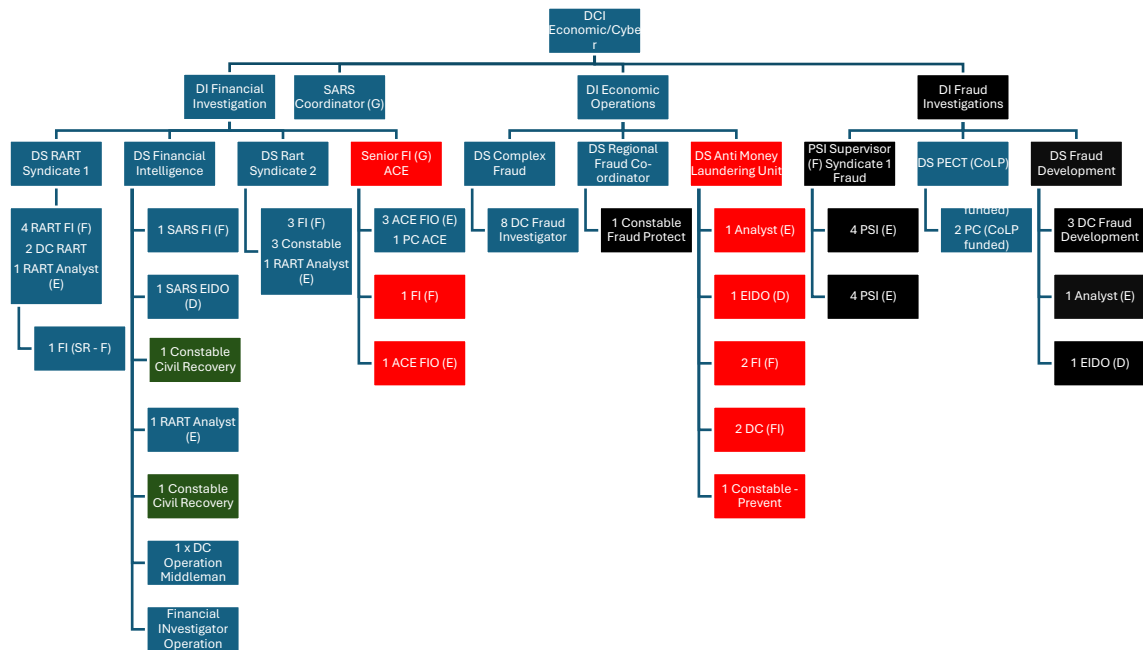 DCI
Economic/Cybe
r
DI Financial
Investigation
SARS
Coordinator (G)
DI Economic
Operations
DI Fraud
Investigations
DS RART
Syndicate 1
DS Financial
Intelligence
DS Rart
Syndicate 2
Senior FI (G)
ACE
DS Complex
Fraud
DS Regional
Fraud Co-
ordinator
DS Anti Money
Laundering Unit
PSI Supervisor
(F) Syndicate 1
Fraud
DS PECT (CoLP)
DS Fraud
Development
4 RART FI (F)
2 DC RART
1 RART Analyst
(E)
1 FI (SR - F)
1 SARS FI (F)
1 SARS EIDO
(D)
1 Constable
Civil Recovery
1 RART Analyst
(E)
1 Constable
Civil Recovery
1 x DC
Operation
Middleman
Financial
INvestigator
Operation
3 FI (F)
3 Constable
1 RART Analyst
(E)
3 ACE FIO (E)
1 PC ACE
1 FI (F)
1 ACE FIO (E)
8 DC Fraud
Investigator
1 Constable
Fraud Protect
1 Analyst (E)
1 EIDO (D)
2 FI (F)
2 DC (FI)
1 Constable -
Prevent
4 PSI (E)
4 PSI (E)
funded)
2 PC (CoLP
funded)
3 DC Fraud
Development
1 Analyst (E)
1 EIDO (D)